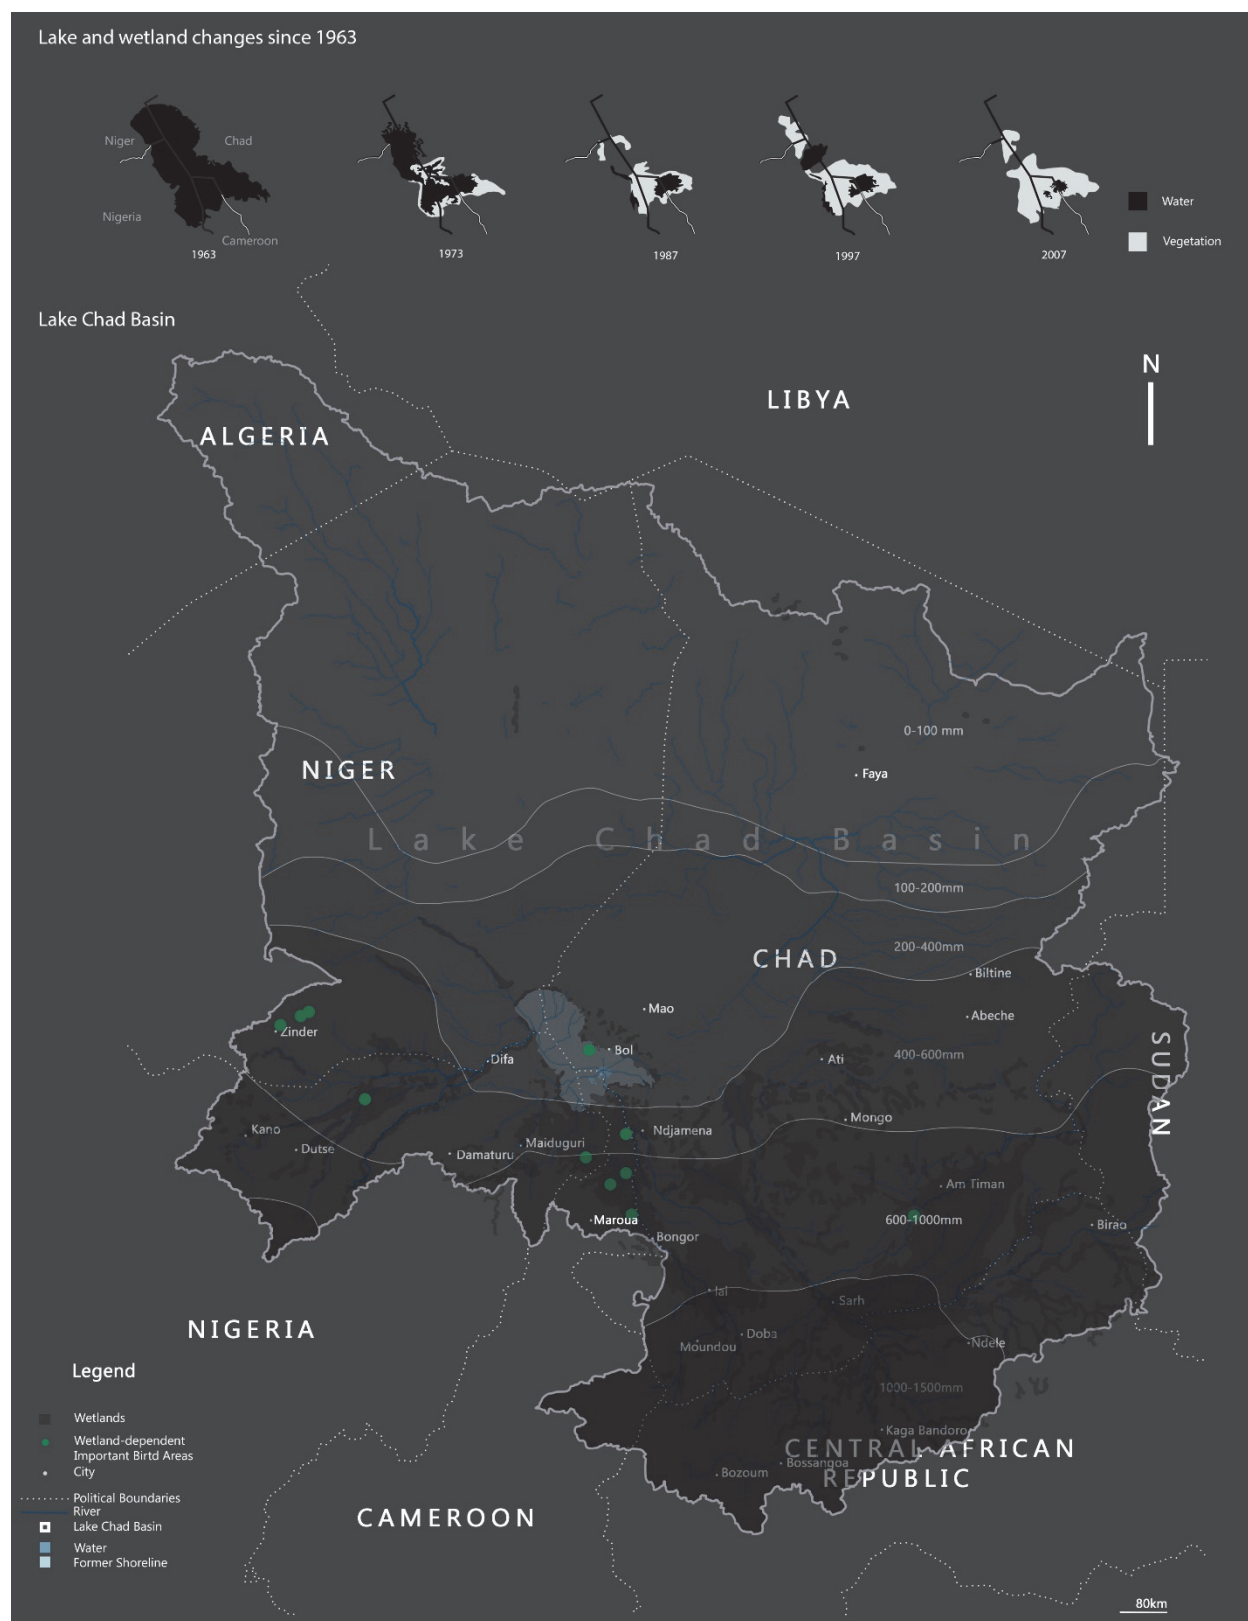 Lake and wetland changes since 1963
Niger
Chad
Nigeria
Cameroon
1963
1973
1987
1997
2007
Water
Vegetation
Lake Chad Basin
N
LIBYA
ALGERIA
0-100 mm
NIGER
Faya
Lake Chad Basin
100-200mm
200-400mm
CHAD
Biltine
Mao
Abeche
Zinder
SUDAN
Bol
Difa
Ati
400-600mm
Mongo
Kano
Ndjamena
Dutse
Maiduguri
Damaturu
Am Timan
Maroua
600-1000mm
Birao
Bongor
lai
Sarh
NIGERIA
Doba
Moundou
Ndele
Legend
1000-1500mm
Wetlands
Wetland-dependent
Important Birtd Areas
City
Kaga Bandoro
CENTRAL AFRICAN
REPUBLIC
Bossangoa
Bozoum
Political Boundaries
River
Lake Chad Basin
CAMEROON
Water
Former Shoreline
80km